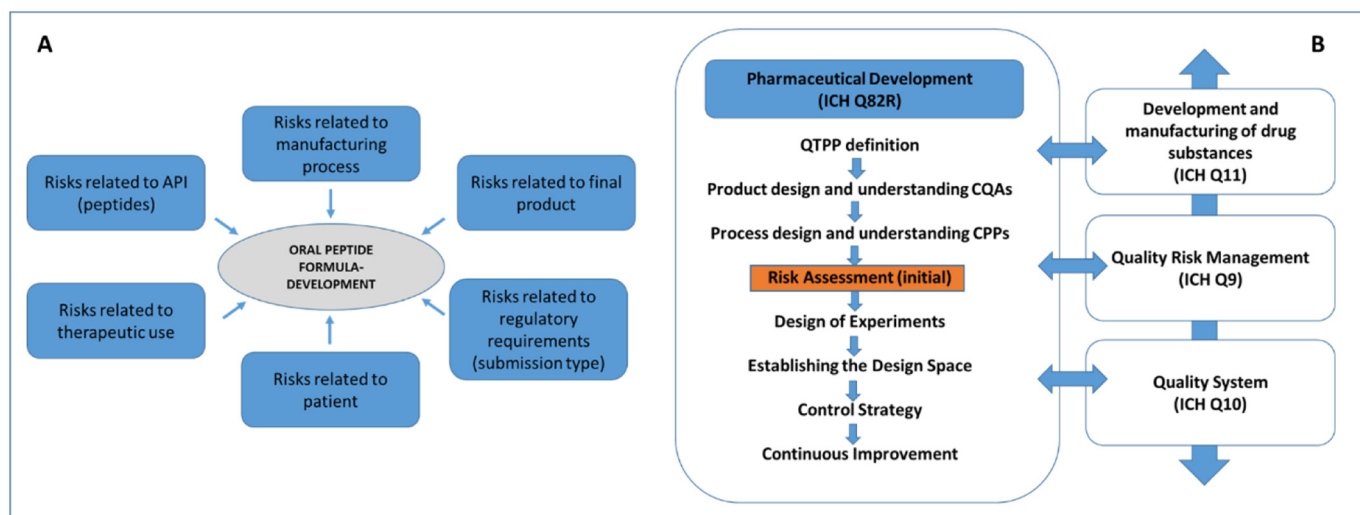 A
Risks related to
manufacturing
process
Risks related to API
(peptides)
Risks related to final
product
ORAL PEPTIDE
FORMULA-
DEVELOPMENT
Risks related to
therapeutic use
Risks related to
regulatory
requirements
(submission type)
Risks related to
patient
B
Pharmaceutical Development
(ICH Q82R)
QTPP definition
Product design and understanding CQAs
Process design and understanding CPPs
Risk Assessment (initial)
Design of Experiments
Establishing the Design Space
Control Strategy
Continuous Improvement
Development and
manufacturing of drug
substances
(ICH Q11)
Quality Risk Management
(ICH Q9)
Quality System
(ICH Q10)